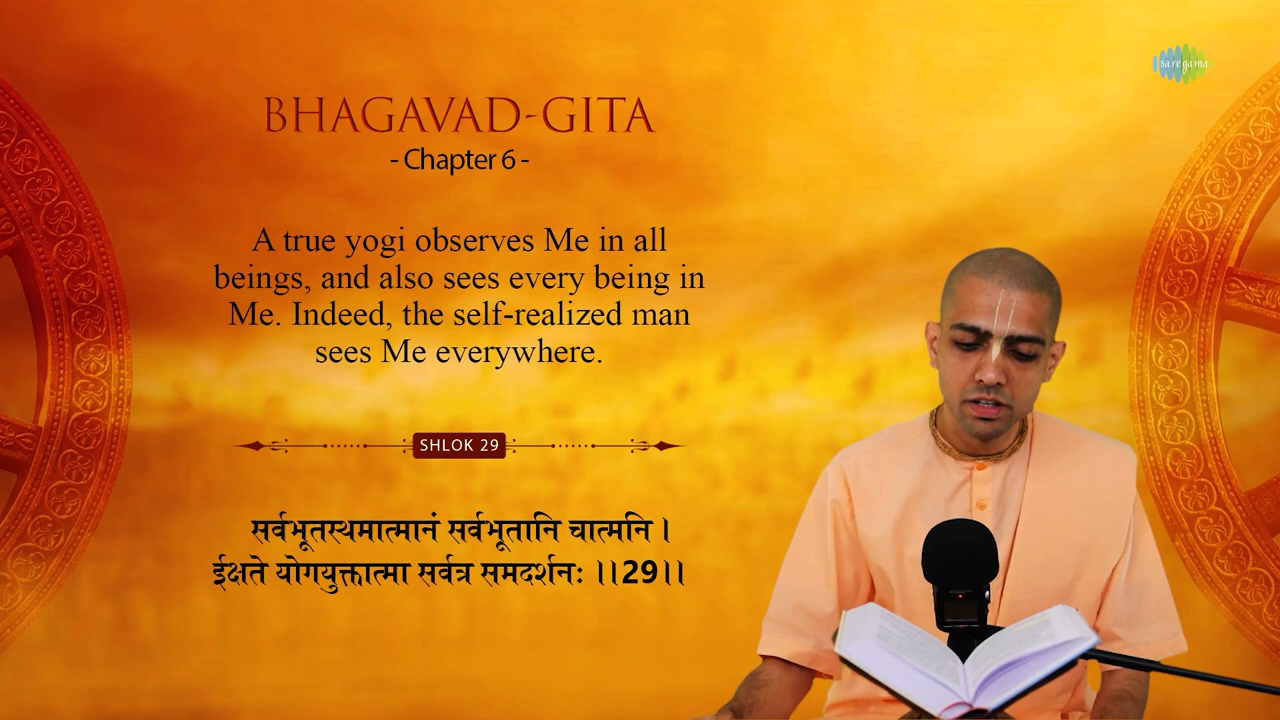 saregama
BHAGAVAD-GITA
- Chapter 6 -
A true yogi observes Me in all
beings, and also sees every being in
Me. Indeed, the self-realized man
sees Me everywhere.
SHLOK 29
सर्वभूतस्थमात्मानं सर्वभूतानि चात्मनि ।
ईक्षते योगयुक्तात्मा सर्वत्र समदर्शनः ।।29।।